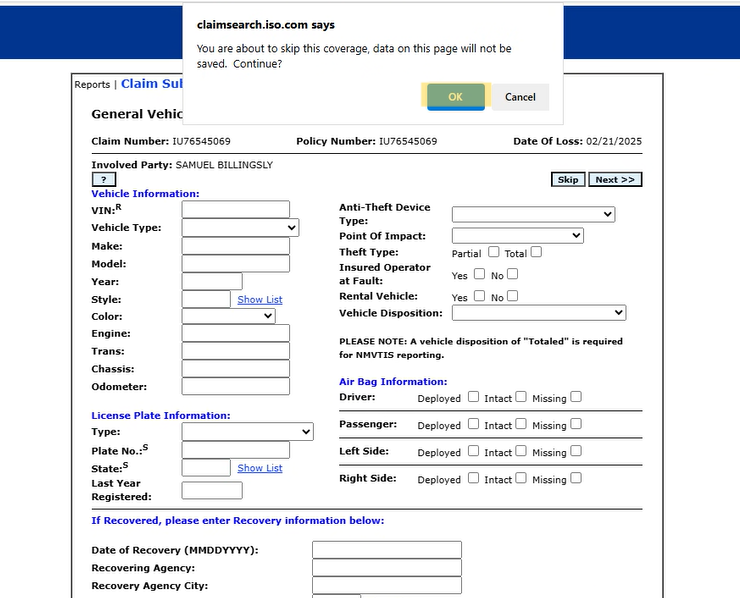 claimsearch.iso.com says
You are about to skip this coverage, data on this page will not be
saved. Continue?
OK Cancel
Reports | Claim Sul
General Vehic
Claim Number: IU76545069 Policy Number: IU76545069 Date Of Loss: 02/21/2025
Involved Party: SAMUEL BILLINGSLY
? Skip Next >>
Vehicle Information:
VIN:R
Vehicle Type:
Make:
Model:
Year:
Style: Show List
Color:
Engine:
Trans:
Chassis:
Odometer:
Anti-Theft Device
Type:
Point Of Impact:
Theft Type: Partial Total
Insured Operator
at Fault: Yes No
Rental Vehicle: Yes No
Vehicle Disposition:
PLEASE NOTE: A vehicle disposition of "Totaled" is required
for NMVTIS reporting.
Air Bag Information:
Driver: Deployed Intact Missing
Passenger: Deployed Intact Missing
Left Side: Deployed Intact Missing
Right Side: Deployed Intact Missing
License Plate Information:
Type:
Plate No.:S
State:S Show List
Last Year
Registered:
If Recovered, please enter Recovery information below:
Date of Recovery (MMDDYYYY):
Recovering Agency:
Recovery Agency City: